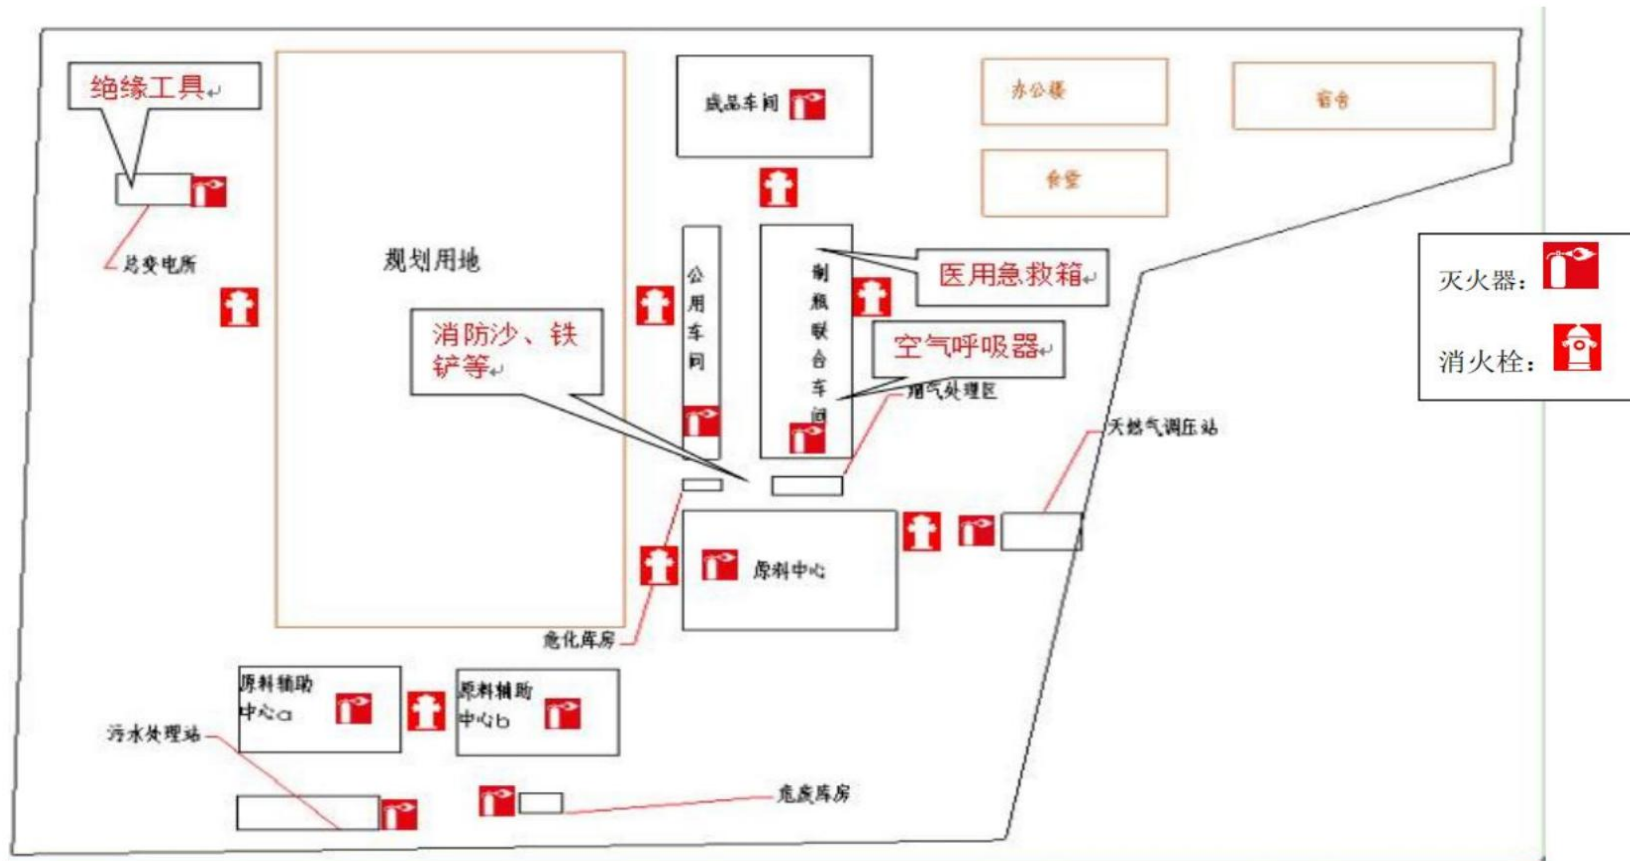 绝缘工具
成品车间
办公楼
宿舍
食堂
总变电所
规划用地
公用车间
制瓶联合车间
医用急救箱
灭火器：
消防沙、铁
铲等
空气呼吸器
消火栓：
烟气处理区
天然气调压站
原料中心
危化库房
原料辅助
中心a
原料辅助
中心b
污水处理站
危废库房